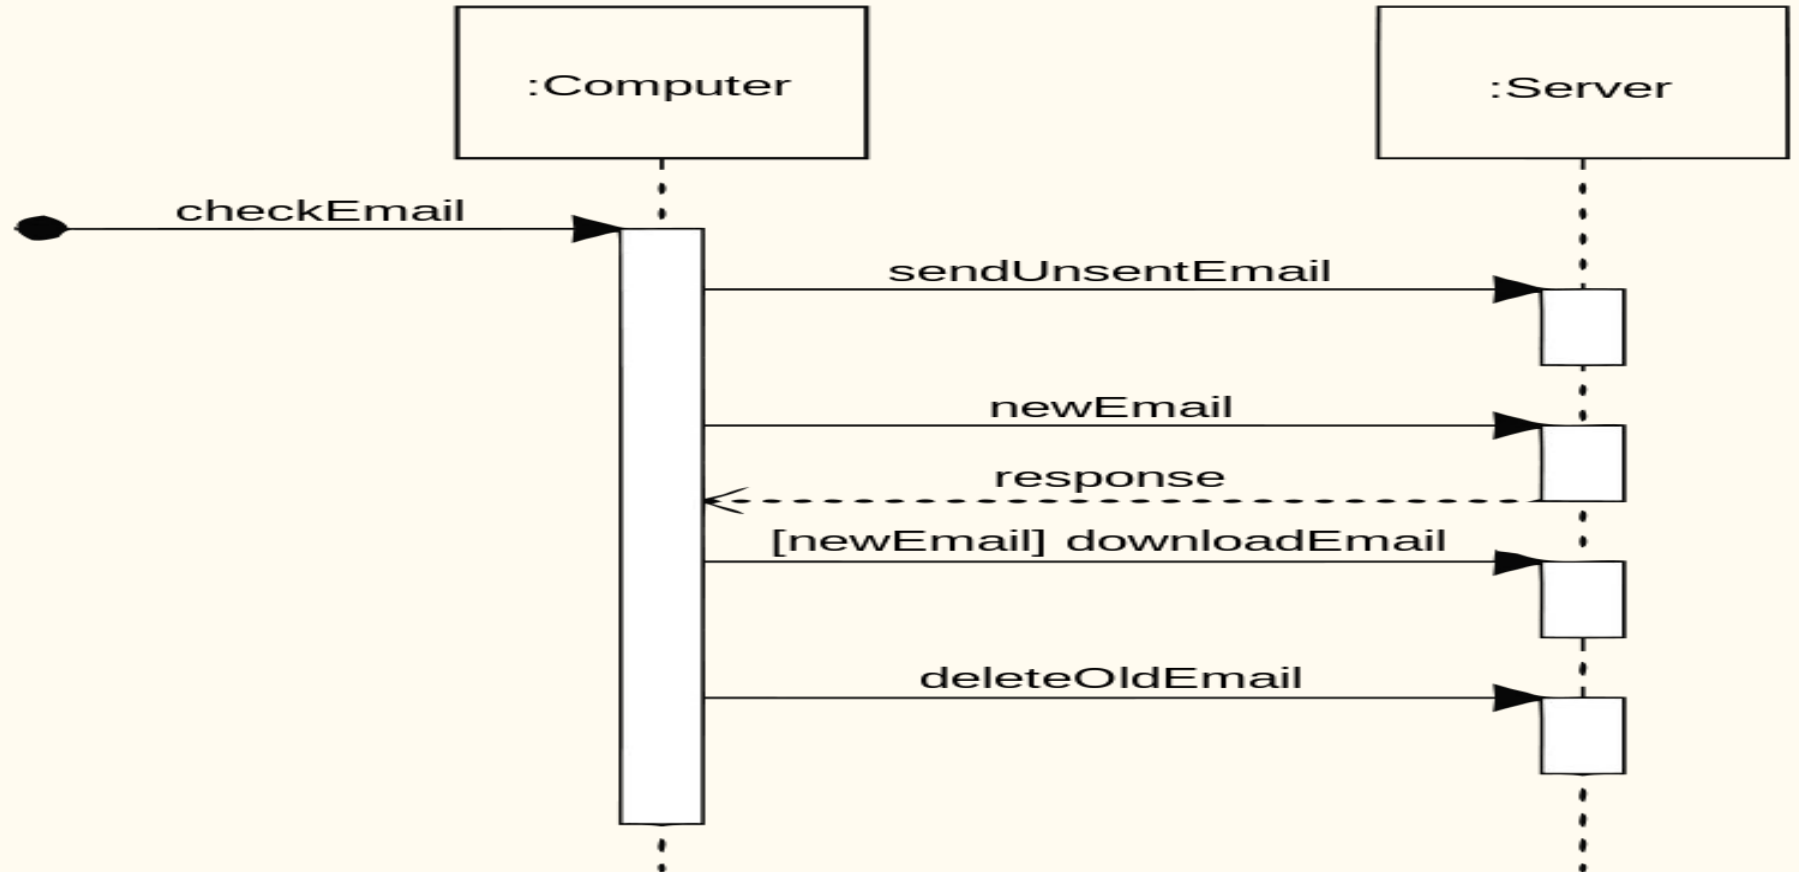 :Computer
:Server
checkEmail
sendUnsentEmail
newEmail
response
[newEmail] downloadEmail
deleteOldEmail